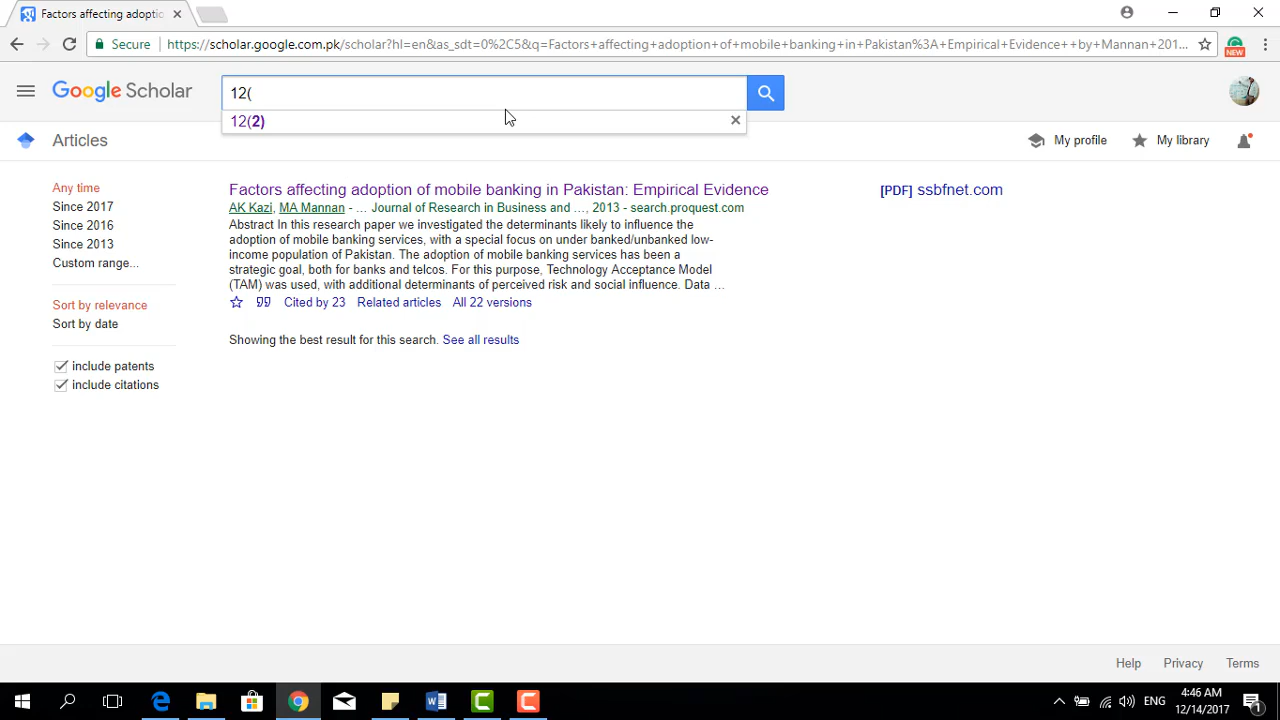 Factors affecting adoptio
Secure
https://scholar.google.com.pk/scholar?hl=en&as_sdt=0%2C5&q=Factors+affecting+adoption+of+mobile+banking+in+Pakistan%3A+Empirical+Evidence++by+Mannan+201...
NEW
Google Scholar
12(
12(2)
Articles
My profile
My library
Any time
Since 2017
Since 2016
Since 2013
Custom range...
Sort by relevance
Sort by date
include patents
include citations
Factors affecting adoption of mobile banking in Pakistan: Empirical Evidence
AK Kazi, MA Mannan - … Journal of Research in Business and …, 2013 - search.proquest.com
Abstract In this research paper we investigated the determinants likely to influence the
adoption of mobile banking services, with a special focus on under banked/unbanked low-
income population of Pakistan. The adoption of mobile banking services has been a
strategic goal, both for banks and telcos. For this purpose, Technology Acceptance Model
(TAM) was used, with additional determinants of perceived risk and social influence. Data …
Cited by 23 Related articles All 22 versions
[PDF] ssbfnet.com
Showing the best result for this search. See all results
Help
Privacy
Terms
ENG
4:46 AM
12/14/2017
1